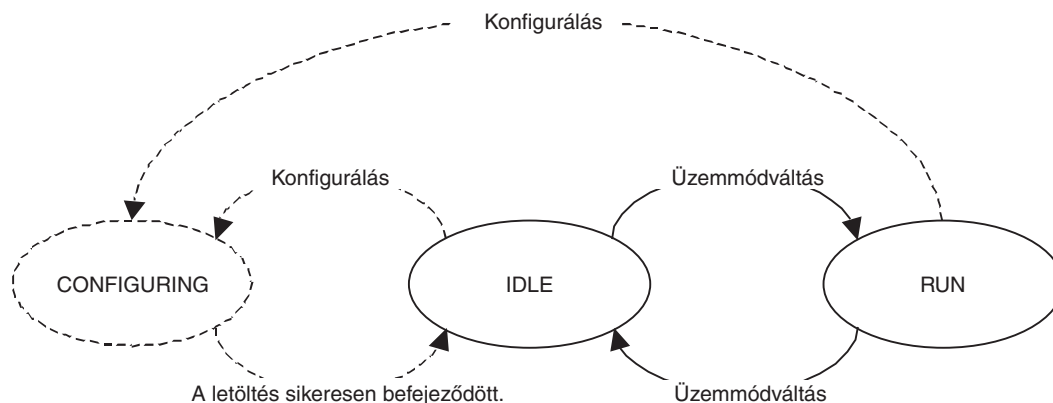 Konfigurálás
Konfigurálás
Üzemmódváltás
CONFIGURING
IDLE
RUN
A letöltés sikeresen befejeződött.
Üzemmódváltás